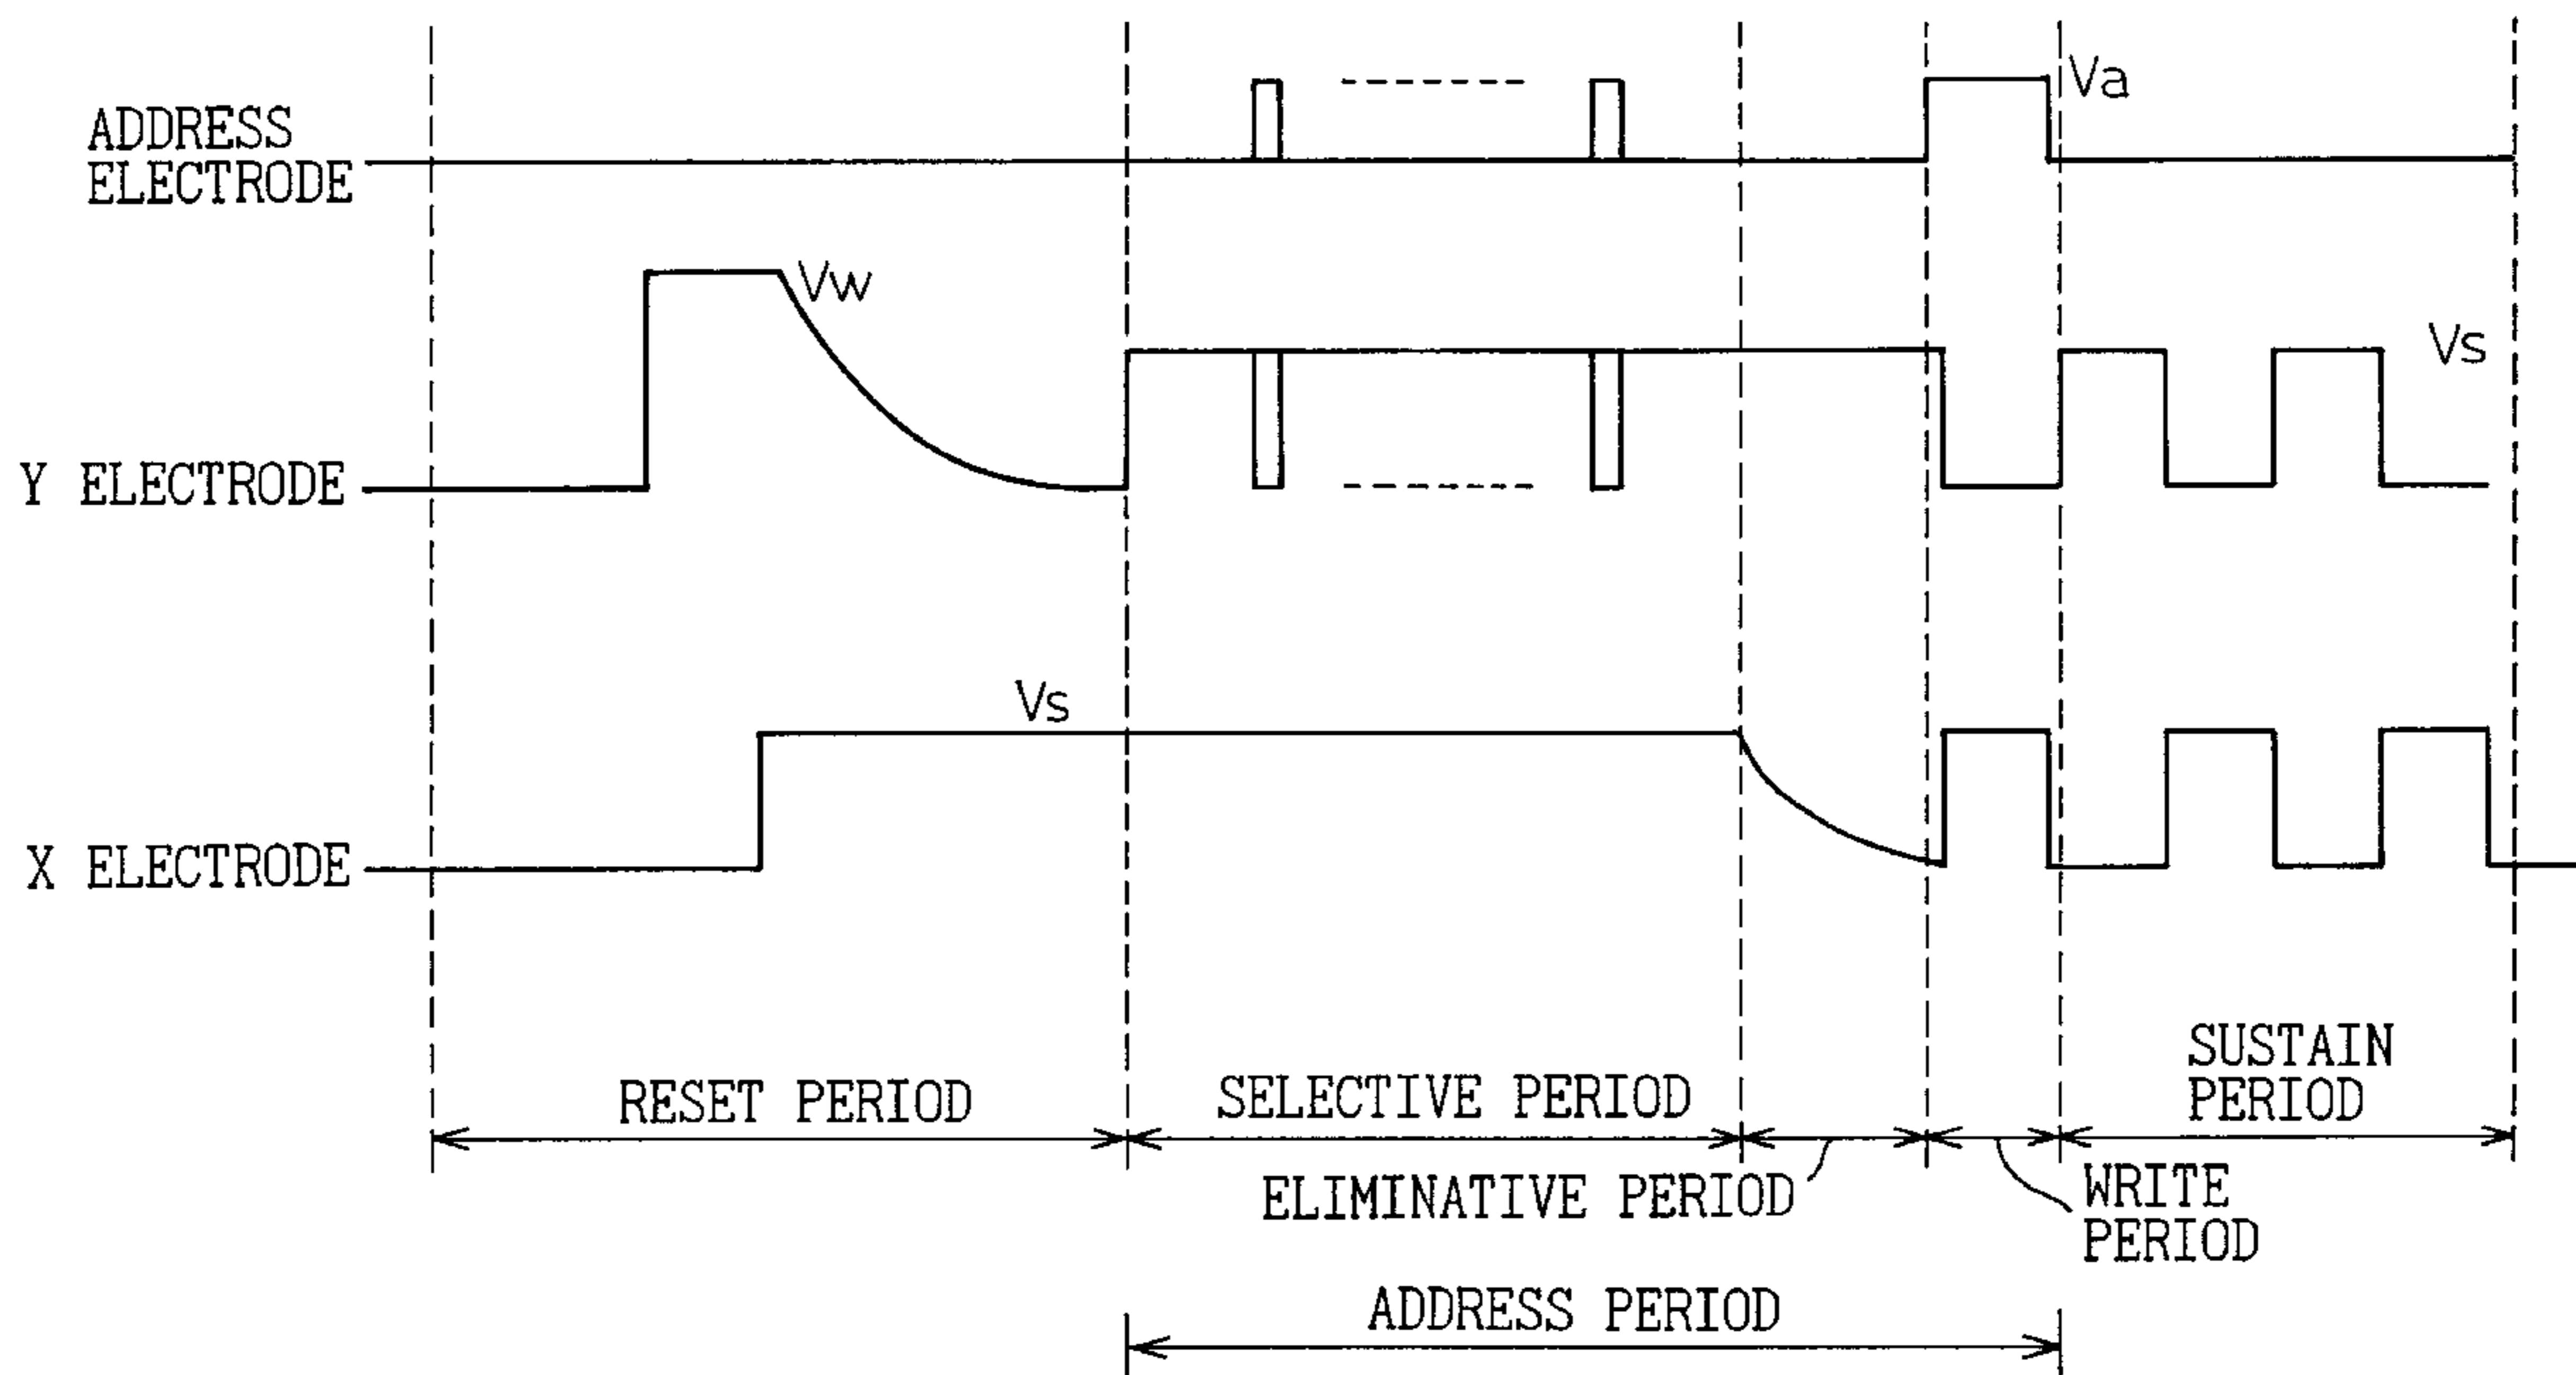 ADDRESS
ELECTRODE
Va
Vw
Vs
Y ELECTRODE
Vs
X ELECTRODE
RESET PERIOD
SELECTIVE PERIOD
SUSTAIN
PERIOD
ELIMINATIVE PERIOD
WRITE
PERIOD
ADDRESS PERIOD